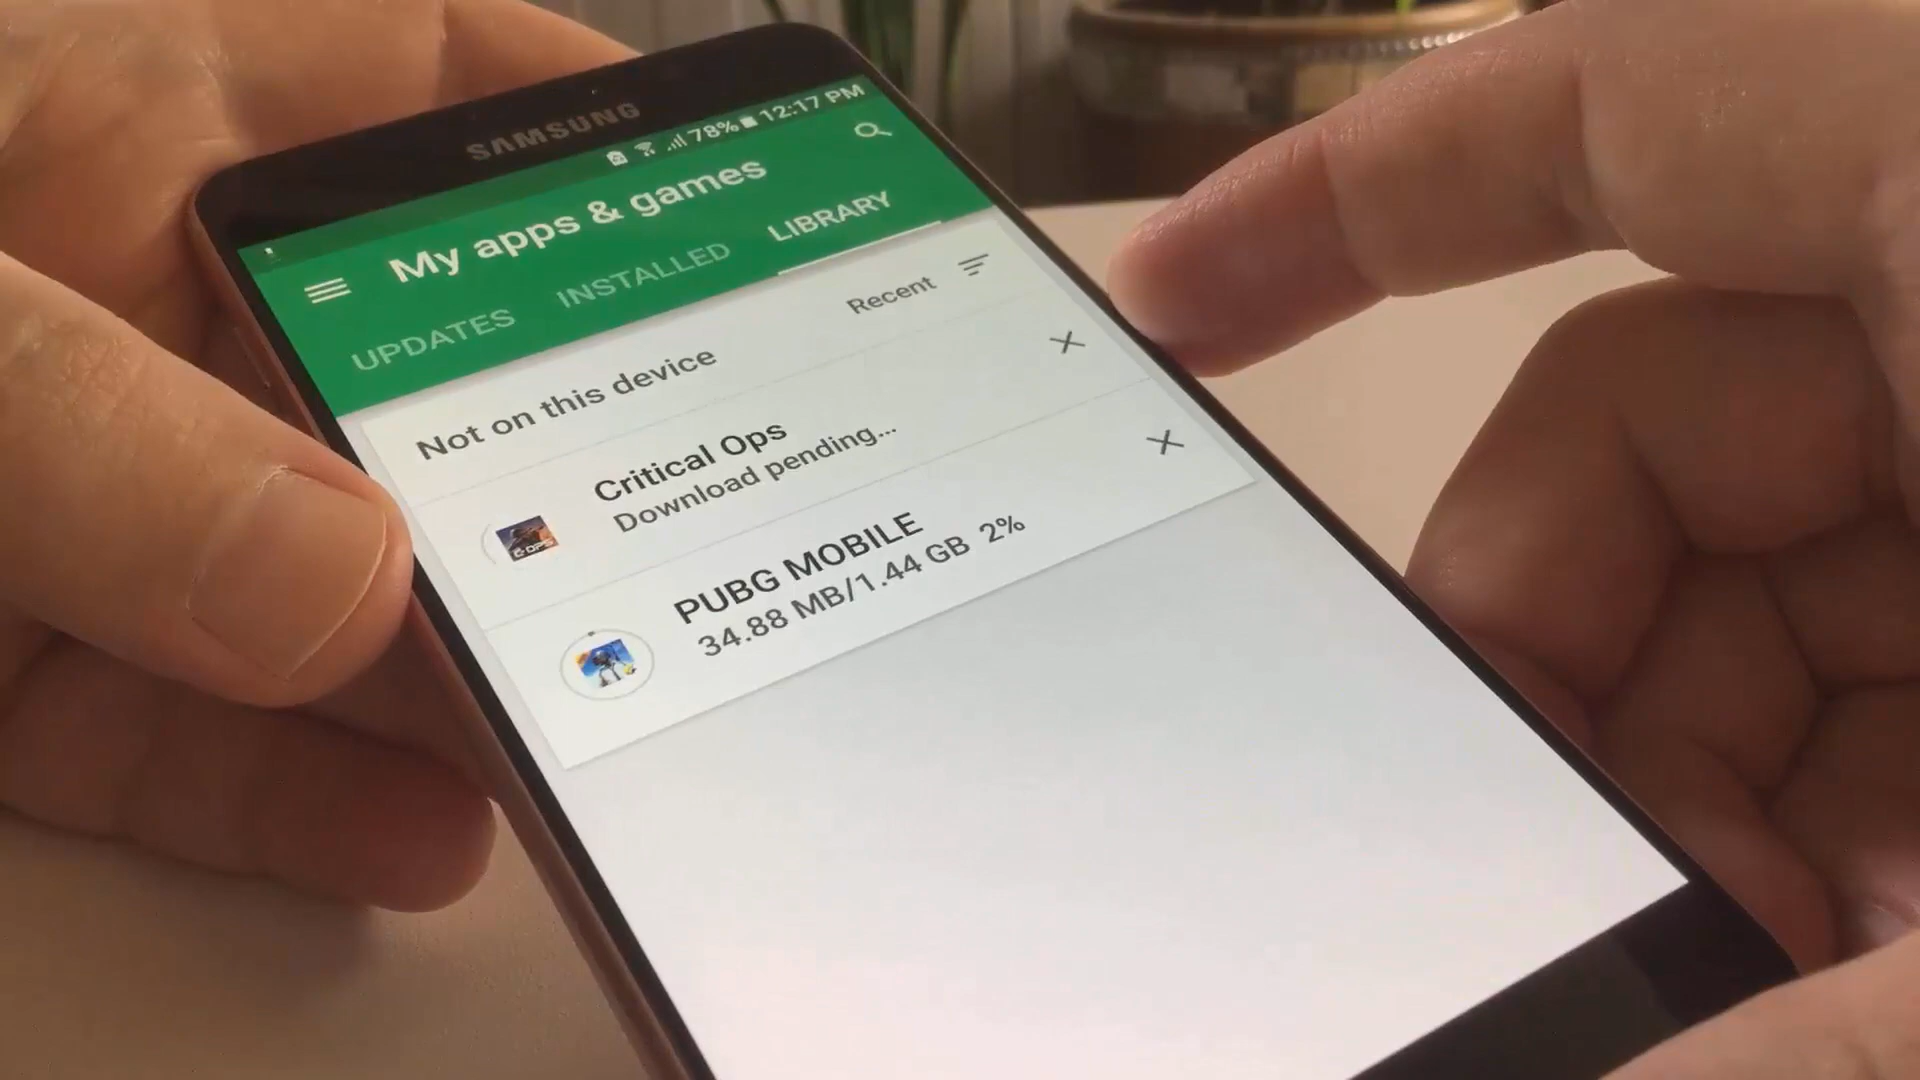 SAMSUNG
78% 12:17 PM
My apps & games
UPDATES INSTALLED LIBRARY
Not on this device Recent
Critical Ops
Download pending...
C-OPS
PUBG MOBILE
34.88 MB/1.44 GB 2%